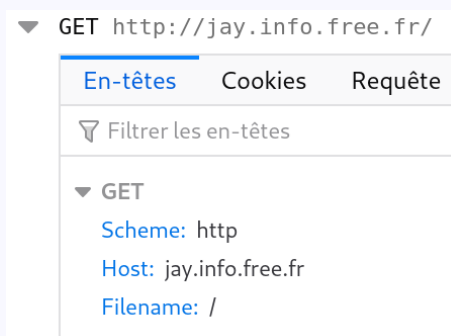 GET http://jay.info.free.fr/
En-têtes Cookies Requête
Filtrer les en-têtes
GET
Scheme: http
Host: jay.info.free.fr
Filename: /